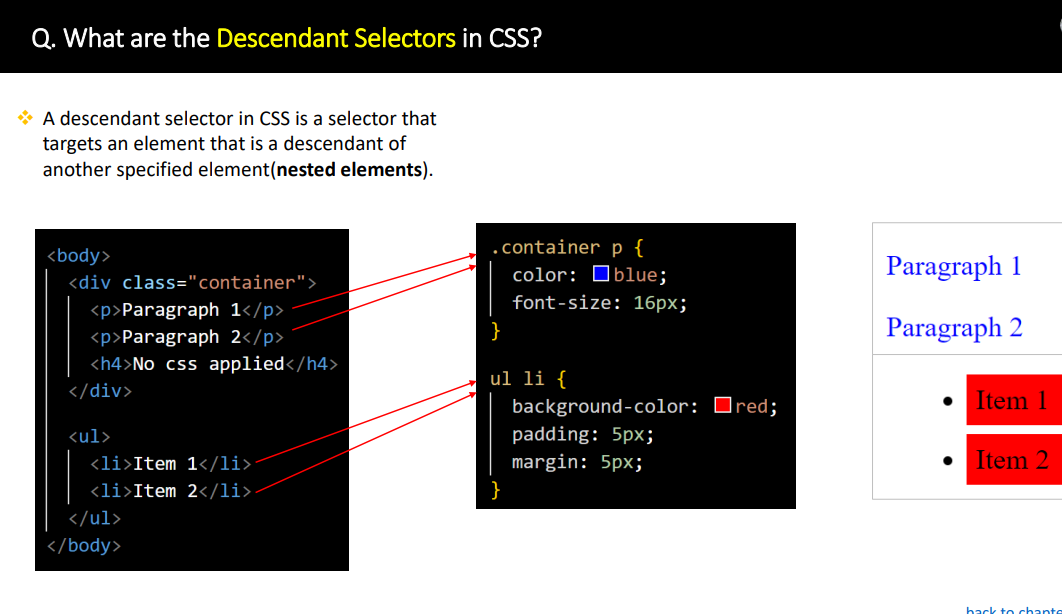 Q. What are the Descendant Selectors in CSS?
A descendant selector in CSS is a selector that
targets an element that is a descendant of
another specified element(nested elements).
<body>
<div class="container">
<p>Paragraph 1</p>
<p>Paragraph 2</p>
<h4>No css applied</h4>
</div>
<ul>
<li>Item 1</li>
<li>Item 2</li>
</ul>
</body>
.container p {
color: blue;
font-size: 16px;
}
ul li {
background-color: red;
padding: 5px;
margin: 5px;
}
Paragraph 1
Paragraph 2
Item 1
Item 2
back to